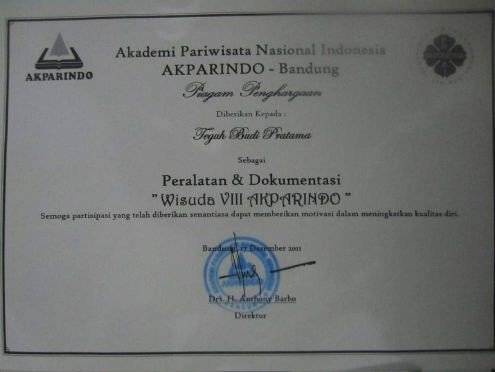 AKPARINDO
Akademi Pariwisata Nasional Indonesia
AKPARINDO - Bandung
Piagam Penghargaan
Diberikan Kepada :
Teguh Budi Pratama
Sebagai
Peralatan & Dokumentasi
" Wisuda VIII AKPARINDO "
Semoga partisipasi yang telah diberikan senantiasa dapat memberikan motivasi dalam meningkatkan kualitas diri.
Bandung, 17 Desember 2011
AKPARINDO
Drs. H. Anthony Barbo
Direktur